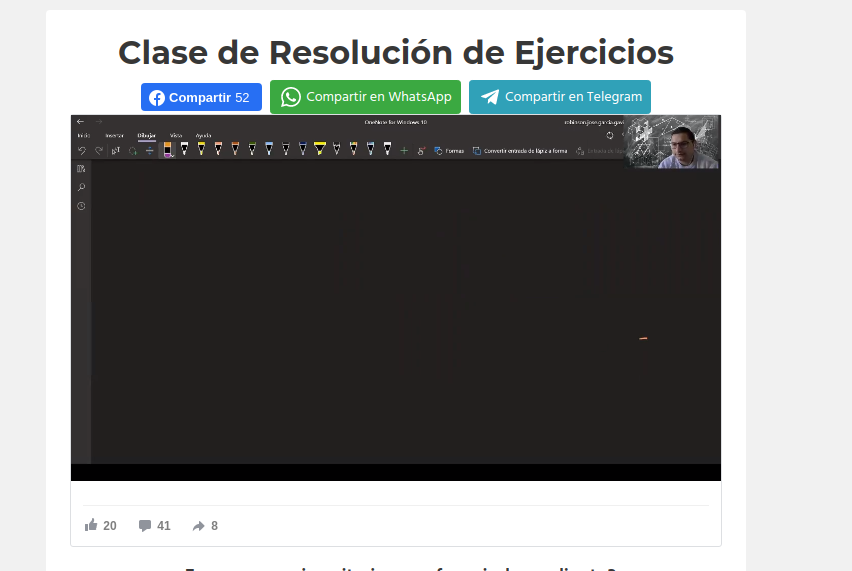 Clase de Resolución de Ejercicios
Compartir 52
Compartir en WhatsApp
Compartir en Telegram
OneNote for Windows 10
Inicio Insertar Dibujar Vista Ayuda
Formas
Convertir entrada de lápiz a forma
20 41 8